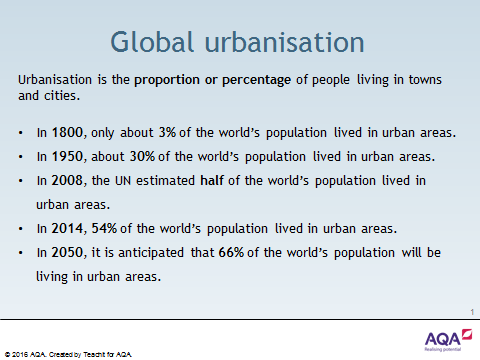 Global urbanisation
Urbanisation is the proportion or percentage of people living in towns
and cities.
• In 1800, only about 3% of the world's population lived in urban areas.
• In 1950, about 30% of the world's population lived in urban areas.
• In 2008, the UN estimated half of the world's population lived in
urban areas.
• In 2014, 54% of the world's population lived in urban areas.
• In 2050, it is anticipated that 66% of the world's population will be
living in urban areas.
1
AQA
Realising potential
© 2016 AQA. Created by Teachit for AQA.